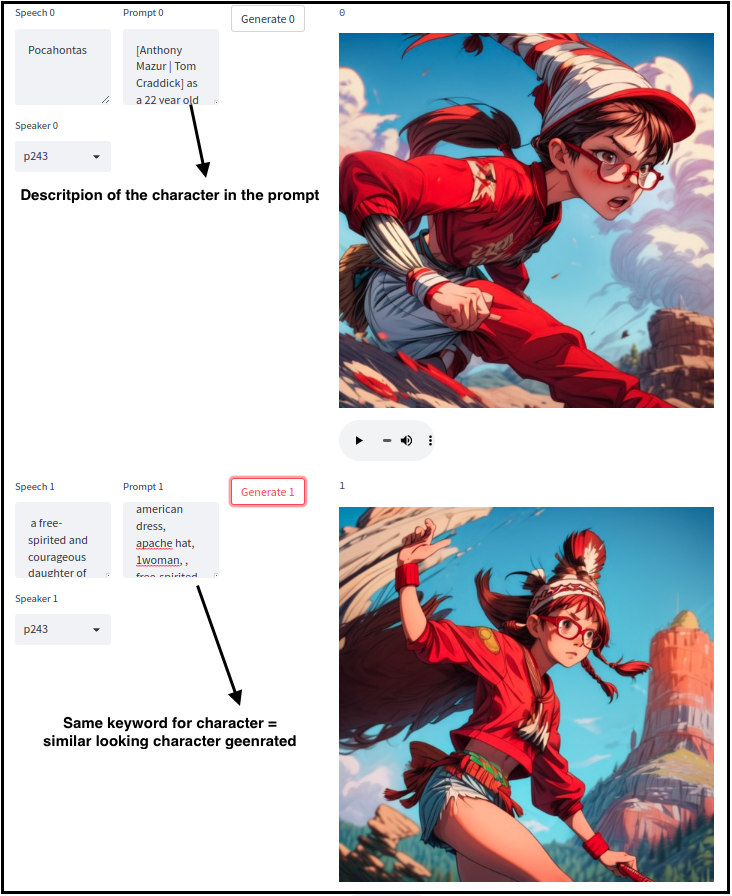 Speech 0
Prompt 0
Generate 0
0
Pocahontas
[Anthony
Mazur | Tom
Craddick] as
a 22 year old
Speaker 0
p243
Descritpion of the character in the prompt
Speech 1
Prompt 1
Generate 1
1
a free-
spirited and
courageous
daughter of
american
dress,
apache hat,
1woman, ,
free-spirited
Speaker 1
p243
Same keyword for character =
similar looking character geenrated